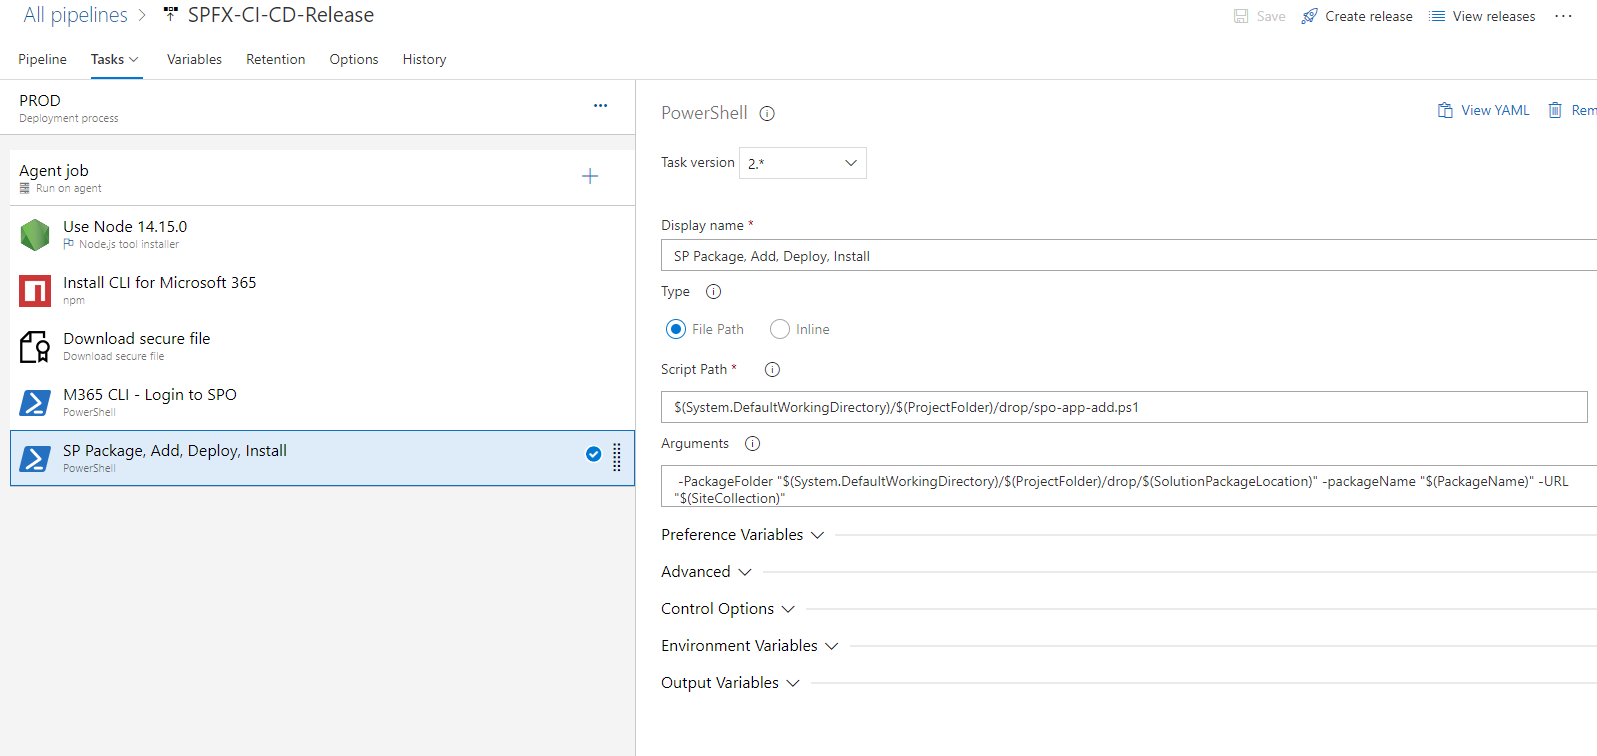 All pipelines > SPFX-CI-CD-Release
Save Create release View releases ...
Pipeline Tasks Variables Retention Options History
PROD
Deployment process
...
Agent job
Run on agent
Use Node 14.15.0
Node.js tool installer
Install CLI for Microsoft 365
npm
Download secure file
Download secure file
M365 CLI - Login to SPO
PowerShell
SP Package, Add, Deploy, Install
PowerShell
PowerShell
View YAML Rem
Task version 2.*
Display name *
SP Package, Add, Deploy, Install
Type
File Path Inline
Script Path *
$(System.DefaultWorkingDirectory)/$(ProjectFolder)/drop/spo-app-add.ps1
Arguments
-PackageFolder "$(System.DefaultWorkingDirectory)/$(ProjectFolder)/drop/$(SolutionPackageLocation)" -packageName "$(PackageName)" -URL
"$(SiteCollection)"
Preference Variables
Advanced
Control Options
Environment Variables
Output Variables